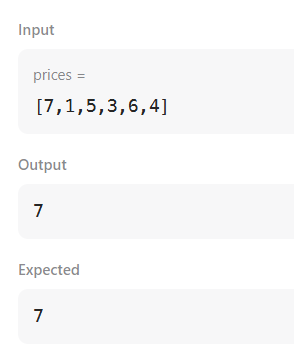 Input
prices =
[7,1,5,3,6,4]
Output
7
Expected
7